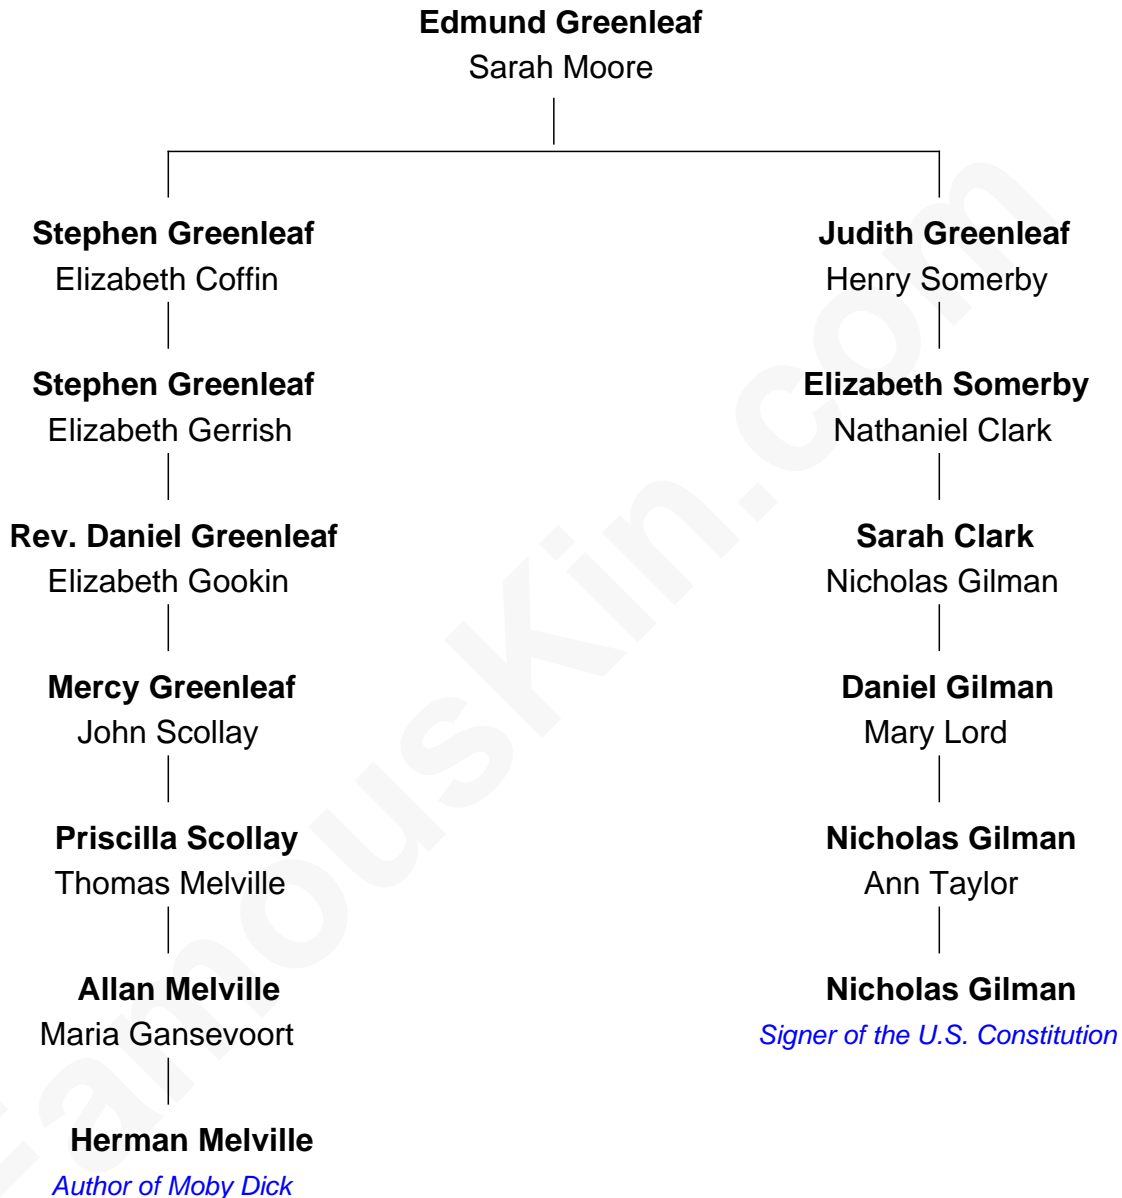 Edmund Greenleaf
Sarah Moore
Stephen Greenleaf
Elizabeth Coffin
Judith Greenleaf
Henry Somerby
Stephen Greenleaf
Elizabeth Gerrish
Elizabeth Somerby
Nathaniel Clark
Rev. Daniel Greenleaf
Elizabeth Gookin
Sarah Clark
Nicholas Gilman
Mercy Greenleaf
John Scollay
Daniel Gilman
Mary Lord
Priscilla Scollay
Thomas Melville
Nicholas Gilman
Ann Taylor
Allan Melville
Maria Gansevoort
Nicholas Gilman
Signer of the U.S. Constitution
Herman Melville
Author of Moby Dick
FamousKin.com